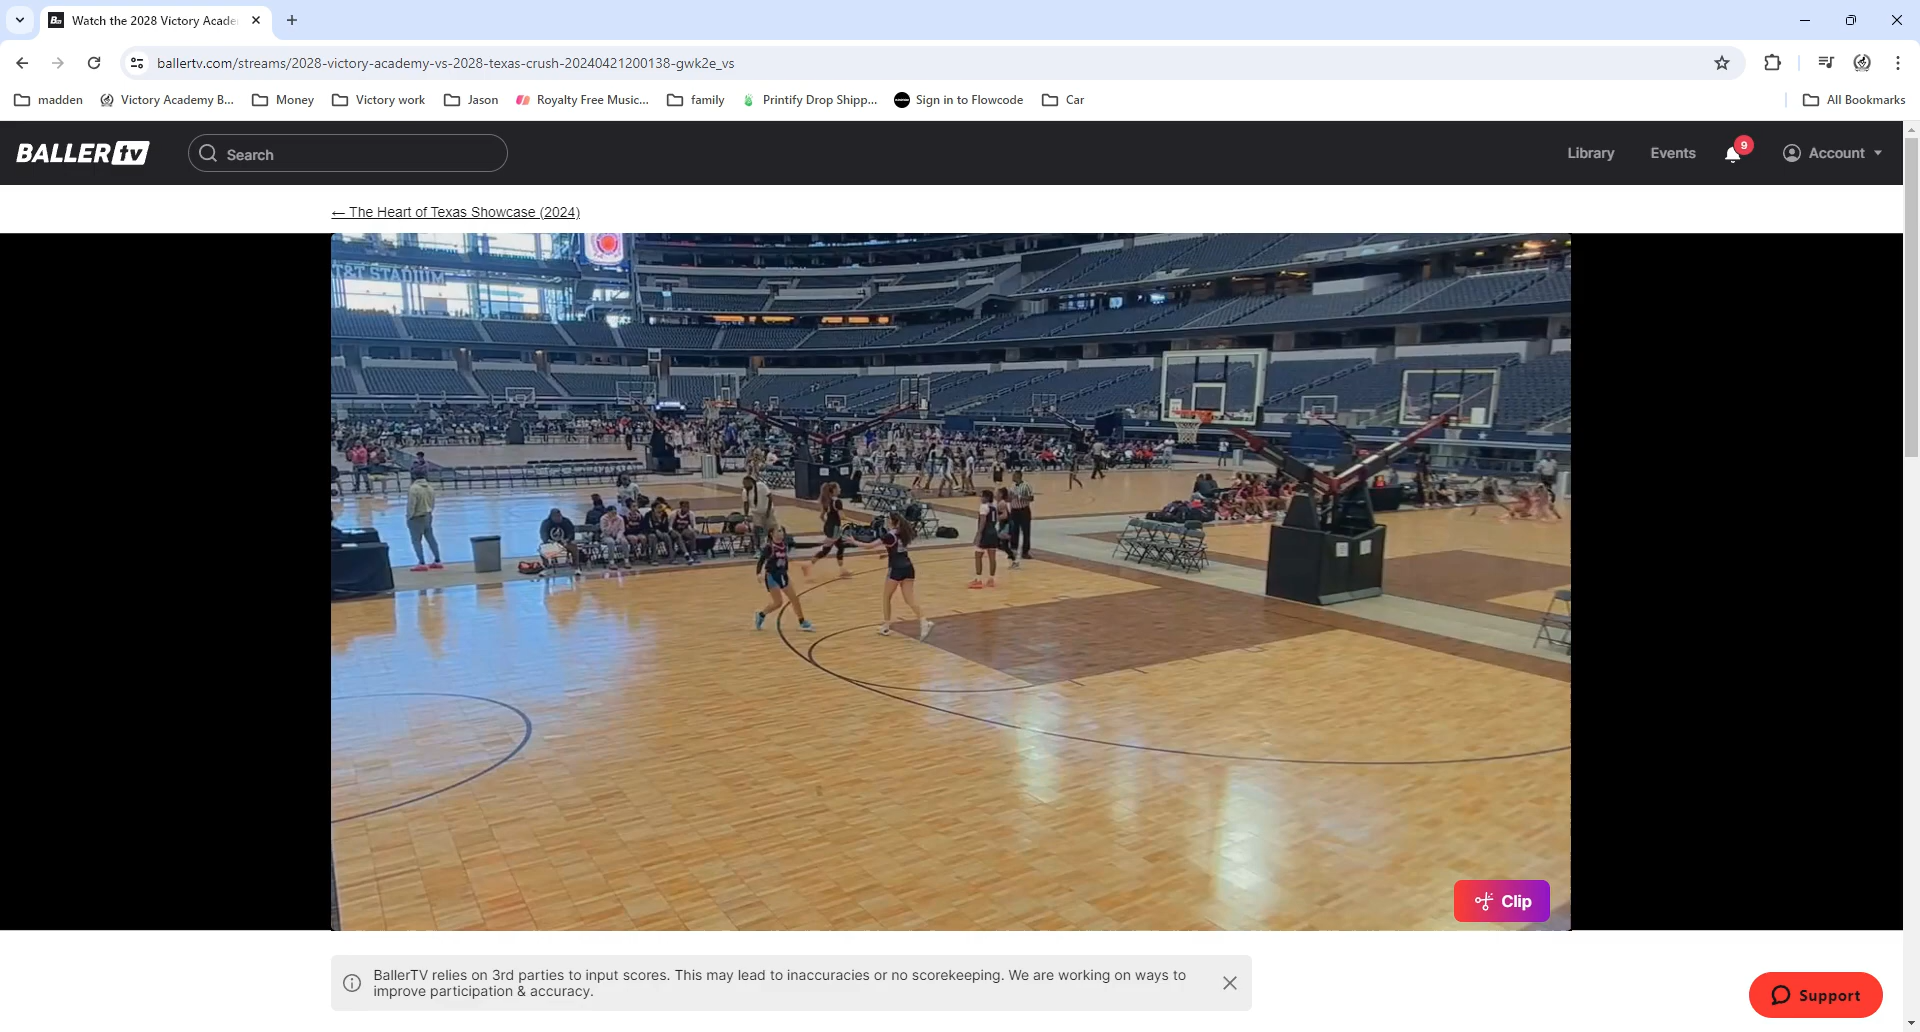 Watch the 2028 Victory Acade
ballertv.com/streams/2028-victory-academy-vs-2028-texas-crush-20240421200138-gwk2e_vs
madden
Victory Academy B...
Money
Victory work
Jason
Royalty Free Music...
family
Printify Drop Shipp...
Sign in to Flowcode
Car
All Bookmarks
BALLER tv
Search
Library
Events
9
Account
← The Heart of Texas Showcase (2024)
T&T STADIUM
Clip
BallerTV relies on 3rd parties to input scores. This may lead to inaccuracies or no scorekeeping. We are working on ways to
improve participation & accuracy.
Support